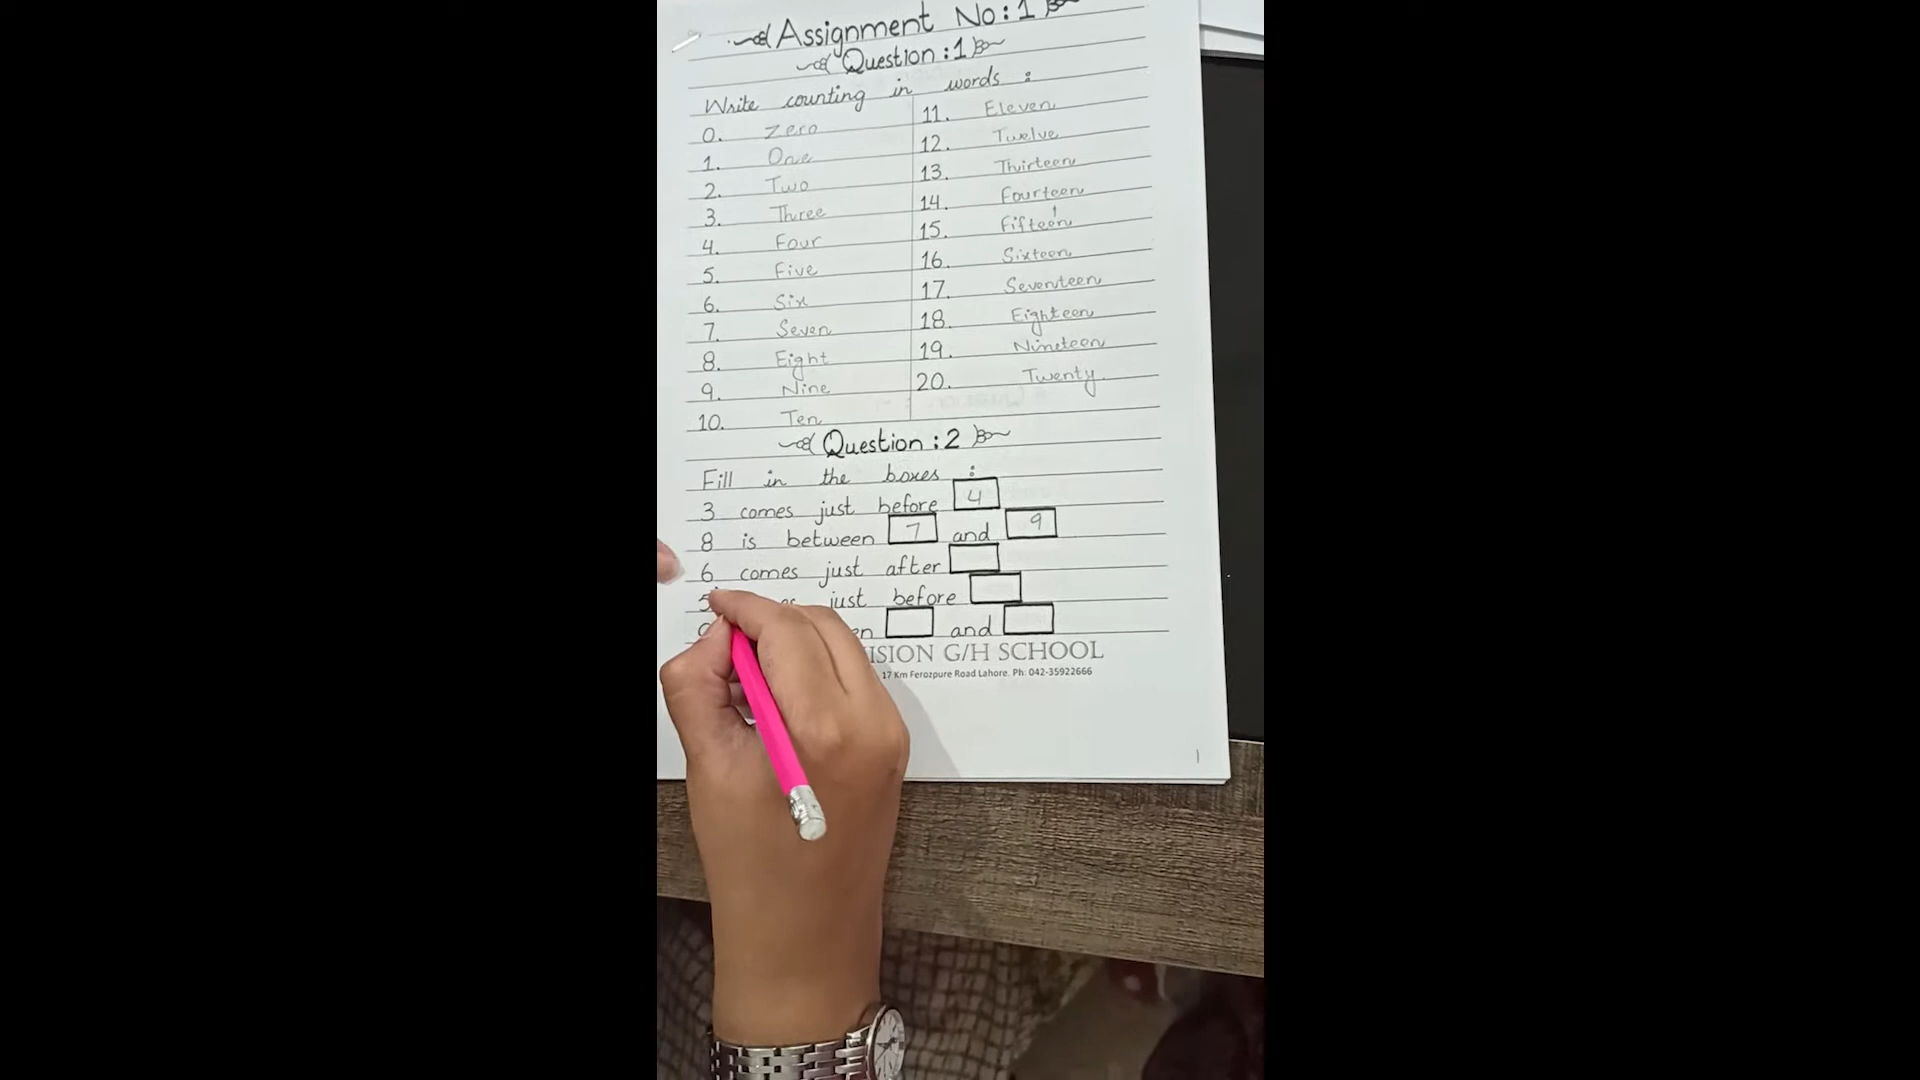 Assignment No:1
Question:1
Write counting in words :
0. Zero
1. One
2. Two
3. Three
4. Four
5. Five
6. Six
7. Seven
8. Eight
9. Nine
10. Ten
11. Eleven
12. Twelve
13. Thirteen
14. Fourteen
15. Fifteen
16. Sixteen
17. Seventeen
18. Eighteen
19. Nineteen
20. Twenty
Question:2
Fill in the boxes :
3 comes just before 4
8 is between 7 and 9
6 comes just after
5 just before
and
G/H SCHOOL
17 Km Ferozpure Road Lahore. Ph: 042-35922666
1